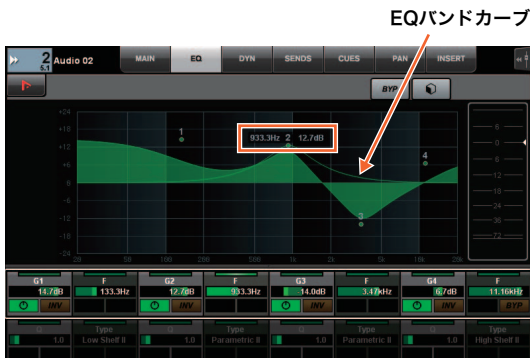 EQバンドカーブ
2 Audio 02 MAIN EQ DYN SENDS CUES PAN INSERT
5.1
BYP
+24
+18
+12
+6
0
-6
-12
-18
-26
1
933.3Hz 2 12.7dB
3
4
20 50 100 200 500 1k 2k 5k 10k 20k
6
0
6
12
18
24
36
72
G1 F G2 F G3 F G4 F
14.7dB 133.3Hz 12.7dB 933.3Hz -14.0dB 3.47kHz 6.7dB 11.16kHz
INV INV INV BYP
Q Type Q Type Q Type Q Type
1.0 Low Shelf II 1.0 Parametric II 1.0 Parametric II 1.0 High Shelf II